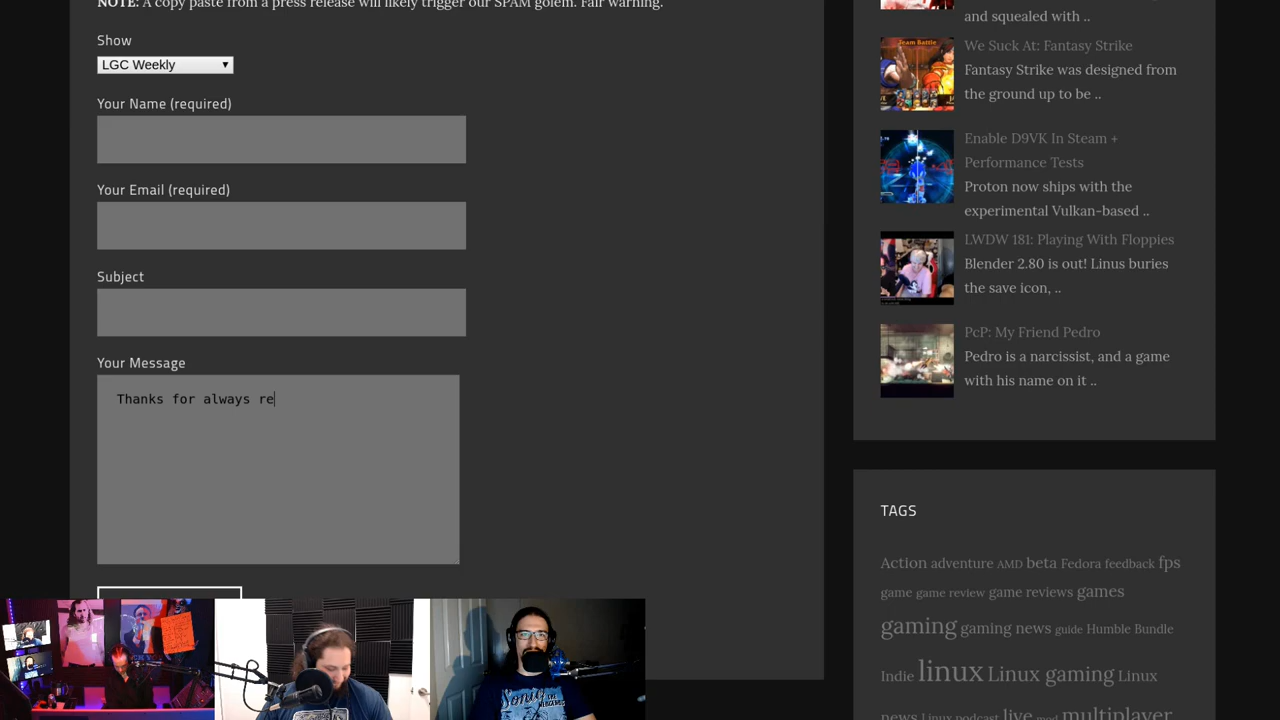 NOTE: A copy paste from a press release will likely trigger our SPAM golem. Fair warning.
Show
LGC Weekly
Your Name (required)
Your Email (required)
Subject
Your Message
Thanks for always re
and squealed with ..
We Suck At: Fantasy Strike
Fantasy Strike was designed from
the ground up to be ..
Enable D9VK In Steam +
Performance Tests
Proton now ships with the
experimental Vulkan-based ..
LWDW 181: Playing With Floppies
Blender 2.80 is out! Linus buries
the save icon, ..
PcP: My Friend Pedro
Pedro is a narcissist, and a game
with his name on it ..
TAGS
Action adventure AMD beta Fedora feedback fps
game game review game reviews games
gaming gaming news guide Humble Bundle
Indie linux Linux gaming Linux
news Linux podcast live mod multiplayer